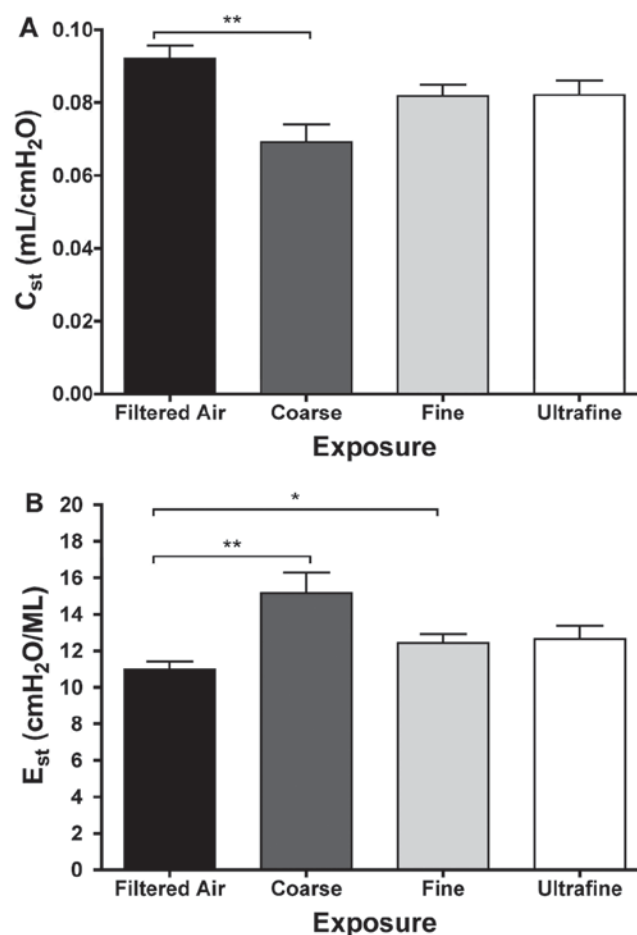 A
**
0.10
0.08
0.06
0.04
0.02
0.00
C_st (mL/cmH₂O)
Filtered Air Coarse Fine Ultrafine
Exposure
B
*
**
20
18
16
14
12
10
8
6
4
2
0
E_st (cmH₂O/ML)
Filtered Air Coarse Fine Ultrafine
Exposure